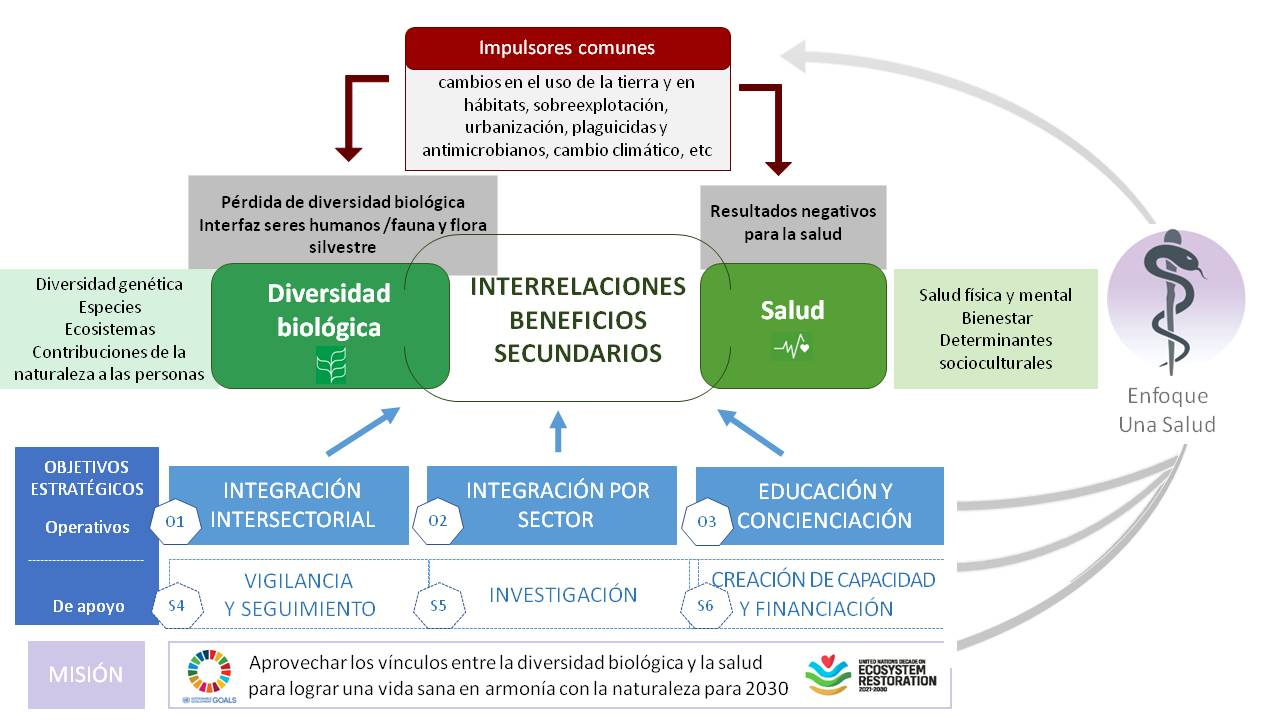 Impulsores comunes
cambios en el uso de la tierra y en
hábitats, sobreexplotación,
urbanización, plaguicidas y
antimicrobianos, cambio climático, etc
Pérdida de diversidad biológica
Interfaz seres humanos /fauna y flora
silvestre
Resultados negativos
para la salud
Diversidad genética
Especies
Ecosistemas
Contribuciones de la
naturaleza a las personas
Diversidad
biológica
INTERRELACIONES
BENEFICIOS
SECUNDARIOS
Salud
Salud física y mental
Bienestar
Determinantes
socioculturales
Enfoque
Una Salud
OBJETIVOS
ESTRATÉGICOS
Operativos
O1
INTEGRACIÓN
INTERSECTORIAL
O2
INTEGRACIÓN POR
SECTOR
O3
EDUCACIÓN Y
CONCIENCIACIÓN
De apoyo
S4
VIGILANCIA
Y SEGUIMIENTO
S5
INVESTIGACIÓN
S6
CREACIÓN DE CAPACIDAD
Y FINANCIACIÓN
MISIÓN
SUSTAINABLE
DEVELOPMENT GOALS
Aprovechar los vínculos entre la diversidad biológica y la salud
para lograr una vida sana en armonía con la naturaleza para 2030
UNITED NATIONS DECADE ON
ECOSYSTEM
RESTORATION
2021-2030